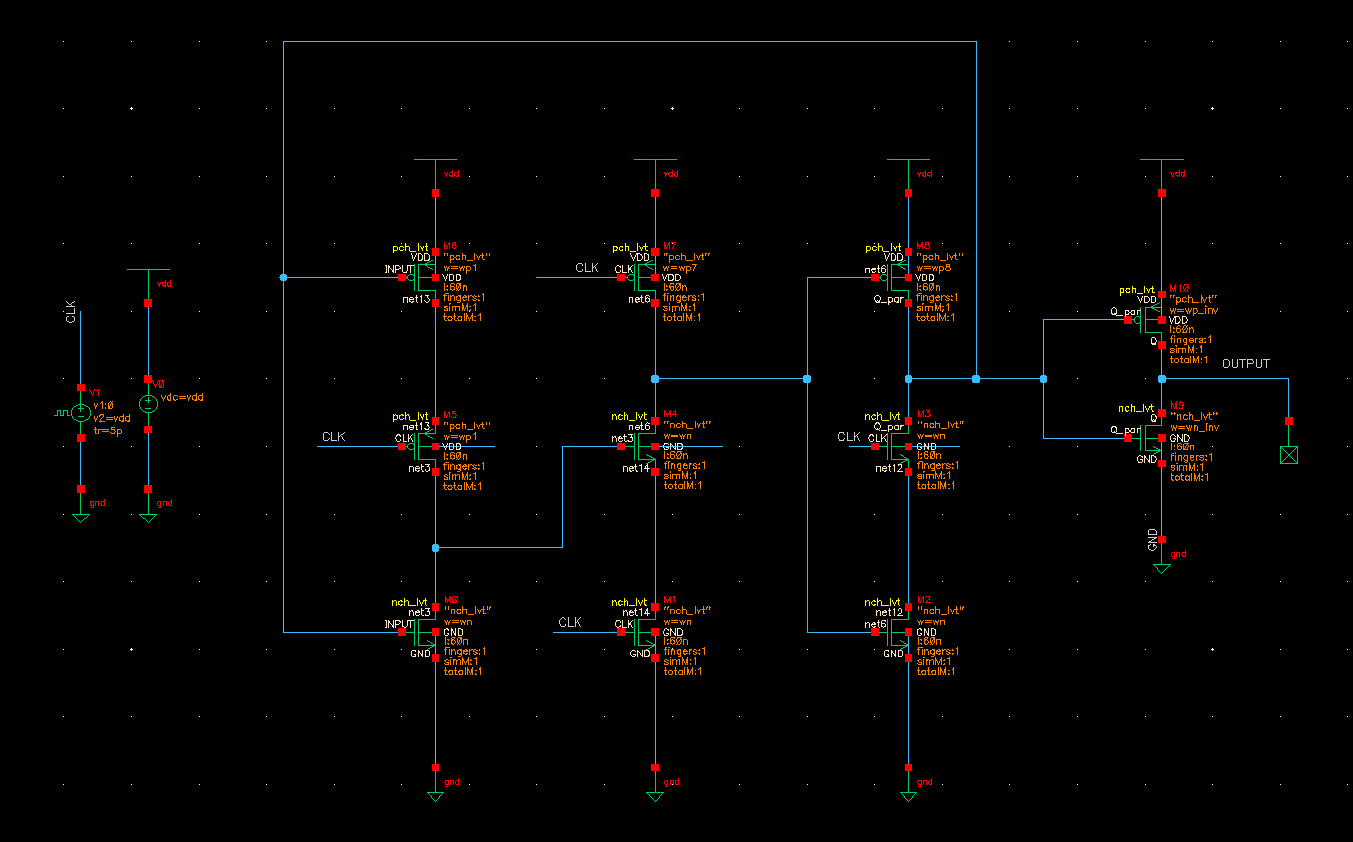 CLK
V1
v1:0
v2=vdd
tr=5p
gnd
vdd
V0
vdc=vdd
gnd
vdd
pch_lvt
M6
VDD
"pch_lvt"
w=wp1
INPUT
VDD
l:60n
fingers:1
net13
simM:1
totalM:1
CLK
pch_lvt
M5
net13
"pch_lvt"
w=wp1
CLK
VDD
l:60n
fingers:1
net3
simM:1
totalM:1
nch_lvt
M0
net3
"nch_lvt"
w=wn
INPUT
GND
l:60n
GND
fingers:1
simM:1
totalM:1
gnd
vdd
CLK
pch_lvt
M7
VDD
"pch_lvt"
w=wp7
CLK
VDD
l:60n
fingers:1
net6
simM:1
totalM:1
nch_lvt
M4
net6
"nch_lvt"
w=wn
net3
GND
l:60n
fingers:1
net14
simM:1
totalM:1
CLK
nch_lvt
M1
net14
"nch_lvt"
w=wn
CLK
GND
l:60n
GND
fingers:1
simM:1
totalM:1
gnd
vdd
pch_lvt
M8
VDD
"pch_lvt"
w=wp8
net6
VDD
l:60n
fingers:1
Q_par
simM:1
totalM:1
CLK
nch_lvt
M3
Q_par
"nch_lvt"
w=wn
CLK
GND
l:60n
fingers:1
net12
simM:1
totalM:1
nch_lvt
M2
net12
"nch_lvt"
w=wn
net6
GND
l:60n
GND
fingers:1
simM:1
totalM:1
gnd
vdd
pch_lvt
M10
VDD
"pch_lvt"
w=wp_inv
Q_par
VDD
l:60n
fingers:1
Q
simM:1
totalM:1
OUTPUT
nch_lvt
M9
Q
"nch_lvt"
w=wn_inv
Q_par
GND
l:60n
GND
fingers:1
simM:1
totalM:1
GND
gnd